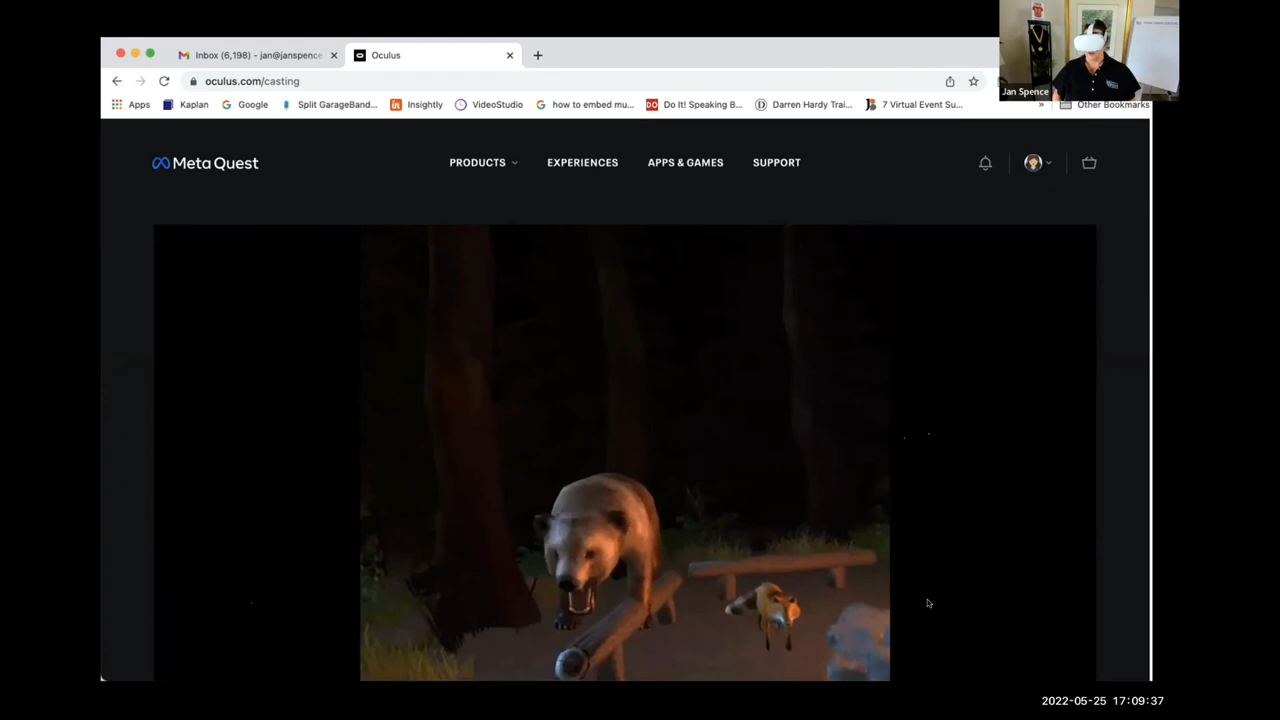 Inbox (6,198) - jan@janspence
Oculus
oculus.com/casting
Jan Spence
Apps
Kaplan
Google
Split GarageBand...
Insightly
VideoStudio
how to embed mu...
Do It! Speaking B...
Darren Hardy Trai...
7 Virtual Event Su...
»
Other Bookmarks
Meta Quest
PRODUCTS
EXPERIENCES
APPS & GAMES
SUPPORT
2022-05-25 17:09:37